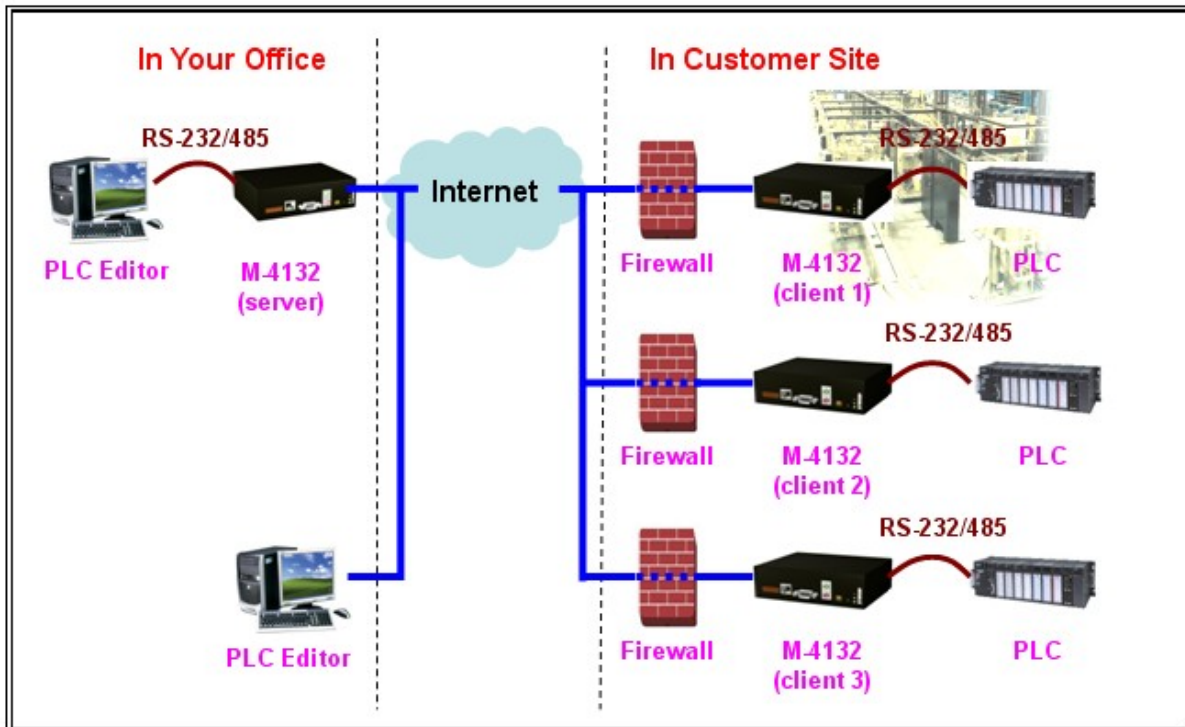 In Your Office
In Customer Site
RS-232/485
RS-232/485
Internet
PLC Editor
M-4132
(server)
Firewall
M-4132
(client 1)
PLC
RS-232/485
Firewall
M-4132
(client 2)
PLC
RS-232/485
PLC Editor
Firewall
M-4132
(client 3)
PLC